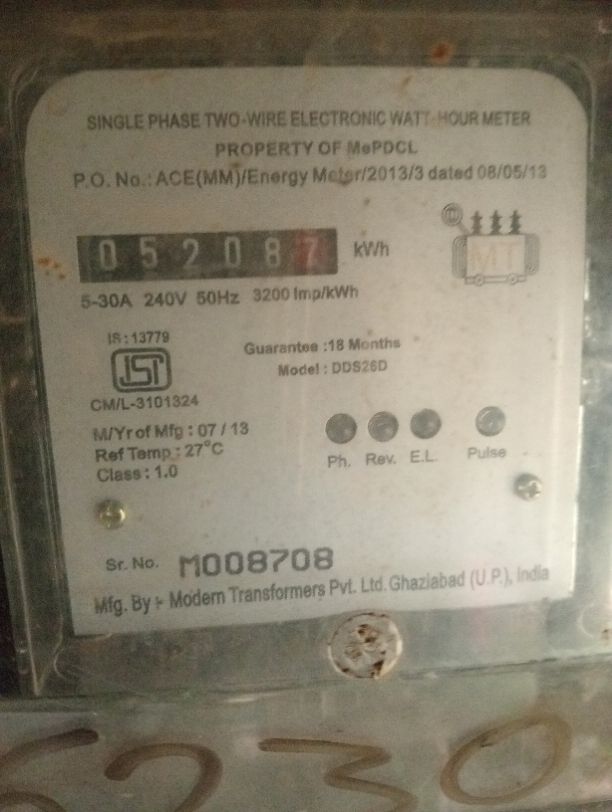 SINGLE PHASE TWO-WIRE ELECTRONIC WATT-HOUR METER
PROPERTY OF MePDCL
P.O. No.: ACE(MM)/Energy Meter/2013/3 dated 08/05/13
052087 kWh
MT
5-30A 240V 50Hz 3200 Imp/kWh
IS : 13779
ISI
CM/L-3101324
Guarantee :18 Months
Model : DDS26D
M/Yr of Mfg : 07 / 13
Ref Temp : 27°C
Class : 1.0
Ph. Rev. E.L. Pulse
Sr. No. M008708
Mfg. By :- Modern Transformers Pvt. Ltd. Ghaziabad (U.P.), India
5230